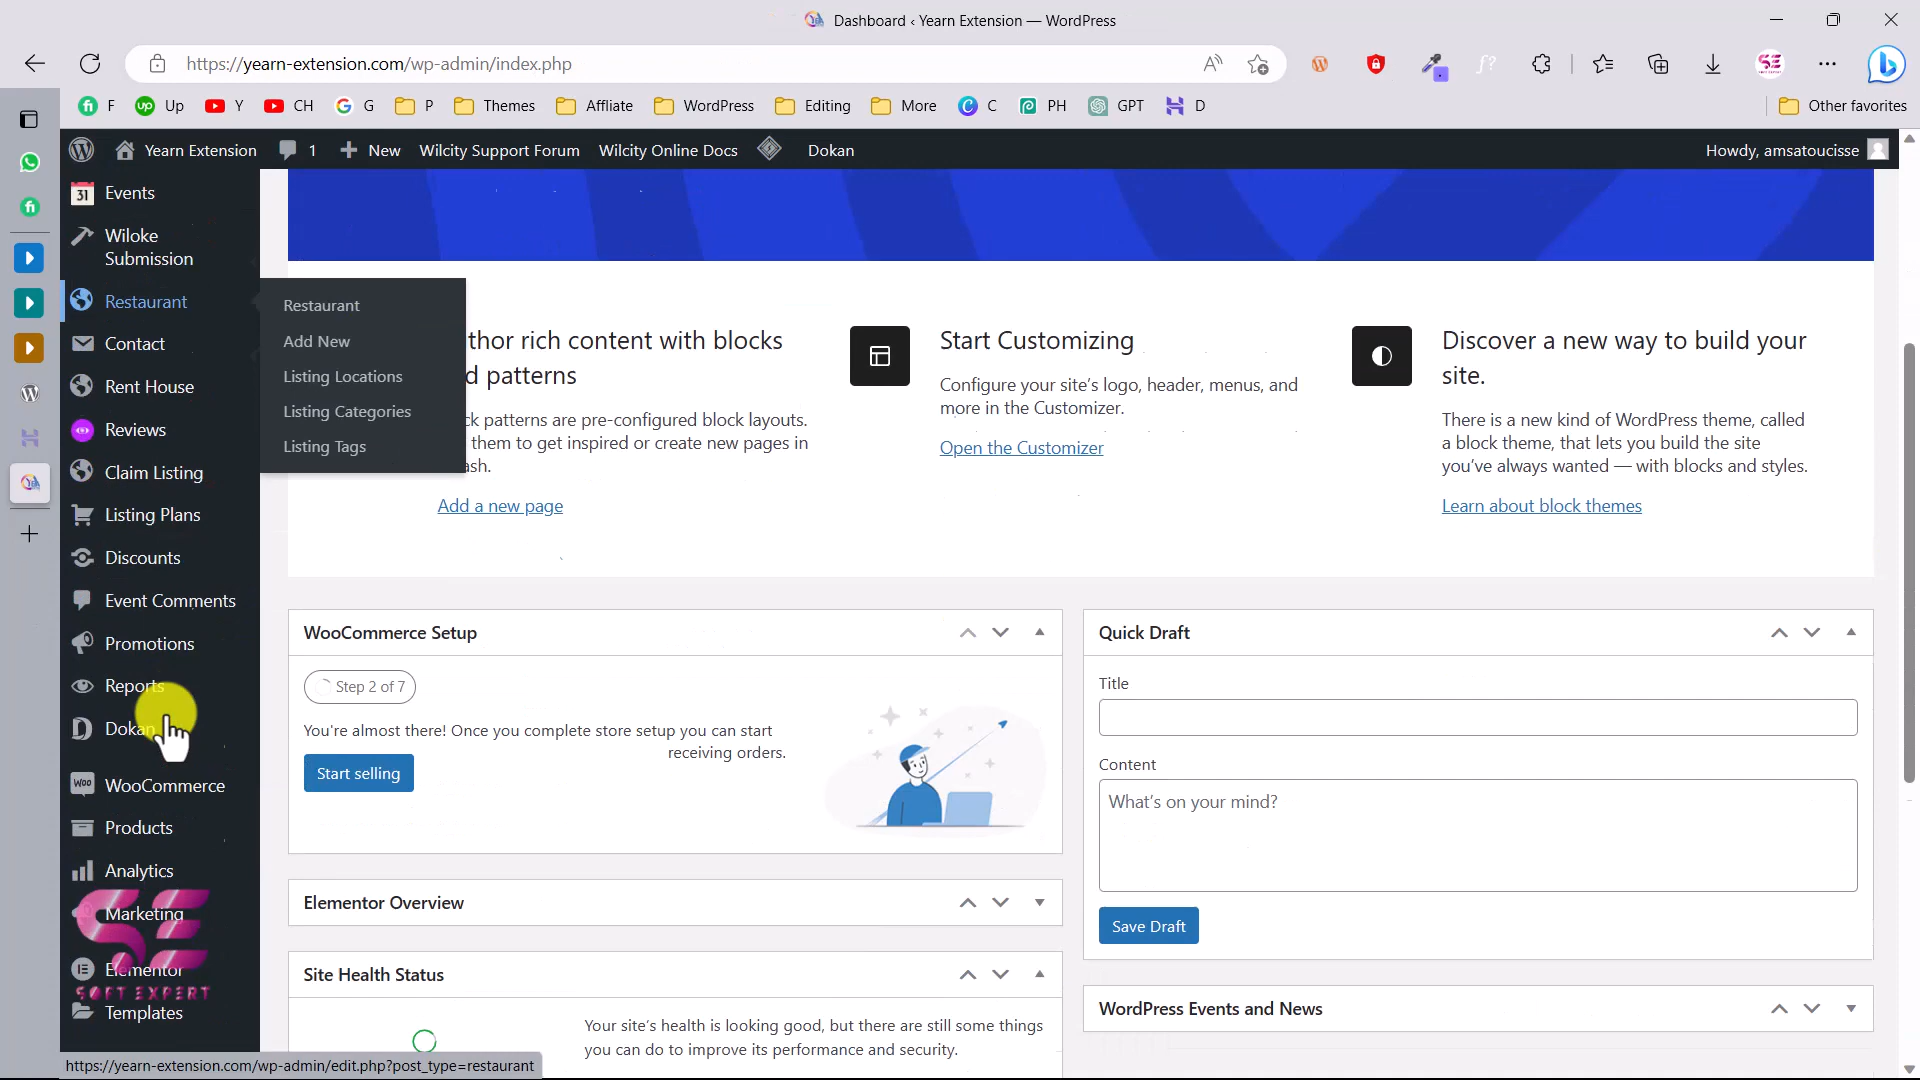 Dashboard ‹ Yearn Extension — WordPress
https://yearn-extension.com/wp-admin/index.php
F Up Y CH G P Themes Affliate WordPress Editing More C PH GPT D Other favorites
Yearn Extension 1 New Wilcity Support Forum Wilcity Online Docs Dokan Howdy, amsatoucisse
Events
Wiloke
Submission
Restaurant
Contact
Rent House
Reviews
Claim Listing
Listing Plans
Discounts
Event Comments
Promotions
Reports
Dokan
WooCommerce
Products
Analytics
Marketing
Elementor
SOFT EXPERT
Templates
Restaurant
Add New
Listing Locations
Listing Categories
Listing Tags
thor rich content with blocks
d patterns
ck patterns are pre-configured block layouts.
them to get inspired or create new pages in
ash.
Add a new page
Start Customizing
Configure your site's logo, header, menus, and
more in the Customizer.
Open the Customizer
Discover a new way to build your
site.
There is a new kind of WordPress theme, called
a block theme, that lets you build the site
you've always wanted — with blocks and styles.
Learn about block themes
WooCommerce Setup
Step 2 of 7
You're almost there! Once you complete store setup you can start
receiving orders.
Start selling
Elementor Overview
Site Health Status
Your site's health is looking good, but there are still some things
you can do to improve its performance and security.
Quick Draft
Title
Content
What's on your mind?
Save Draft
WordPress Events and News
https://yearn-extension.com/wp-admin/edit.php?post_type=restaurant